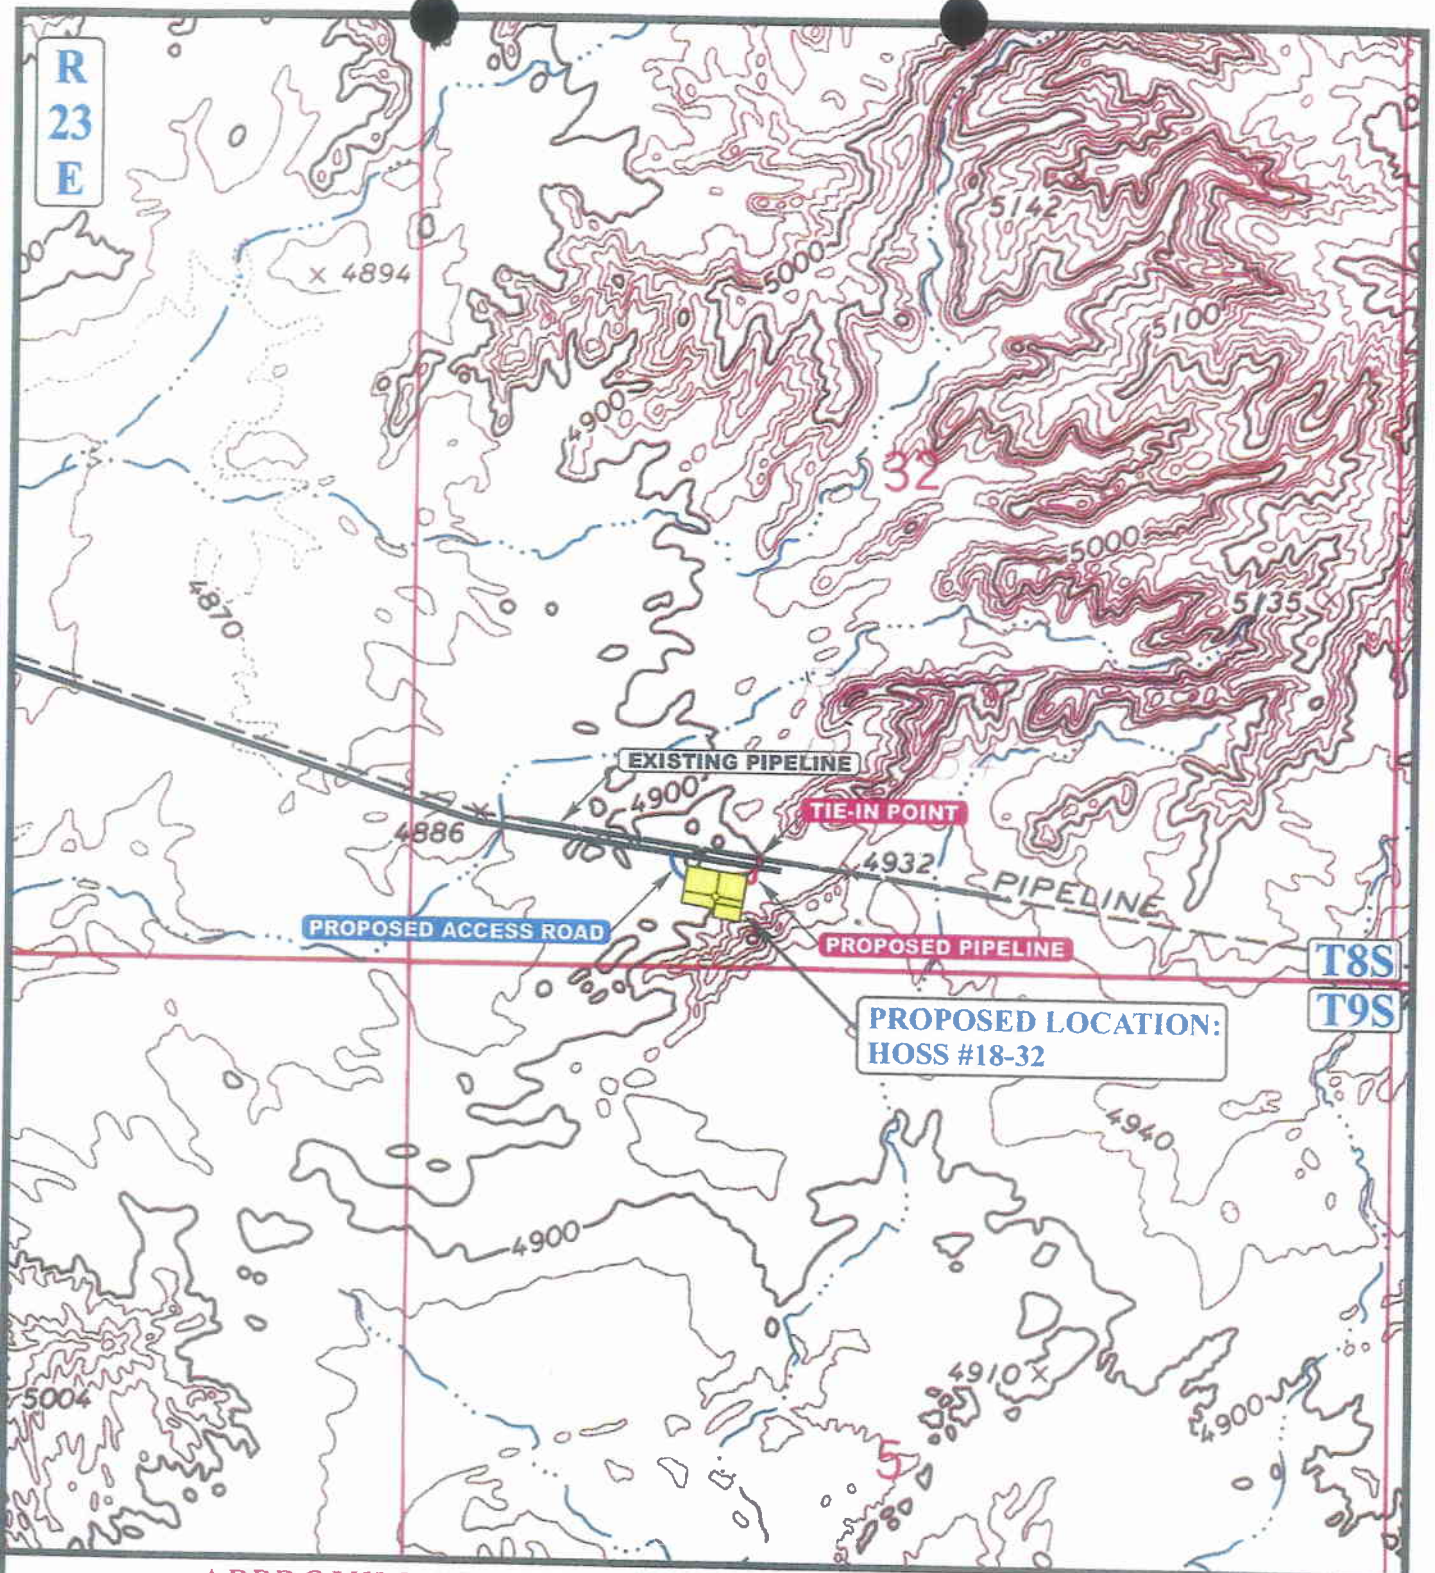 R
23
E
5142
5000
× 4894
5100
4900
32
5000
4870
5135
EXISTING PIPELINE
4900
TIE-IN POINT
4886
4932
PIPELINE
PROPOSED ACCESS ROAD
PROPOSED PIPELINE
T8S
T9S
PROPOSED LOCATION:
HOSS #18-32
4940
4900
4910 ×
5004
4900
5